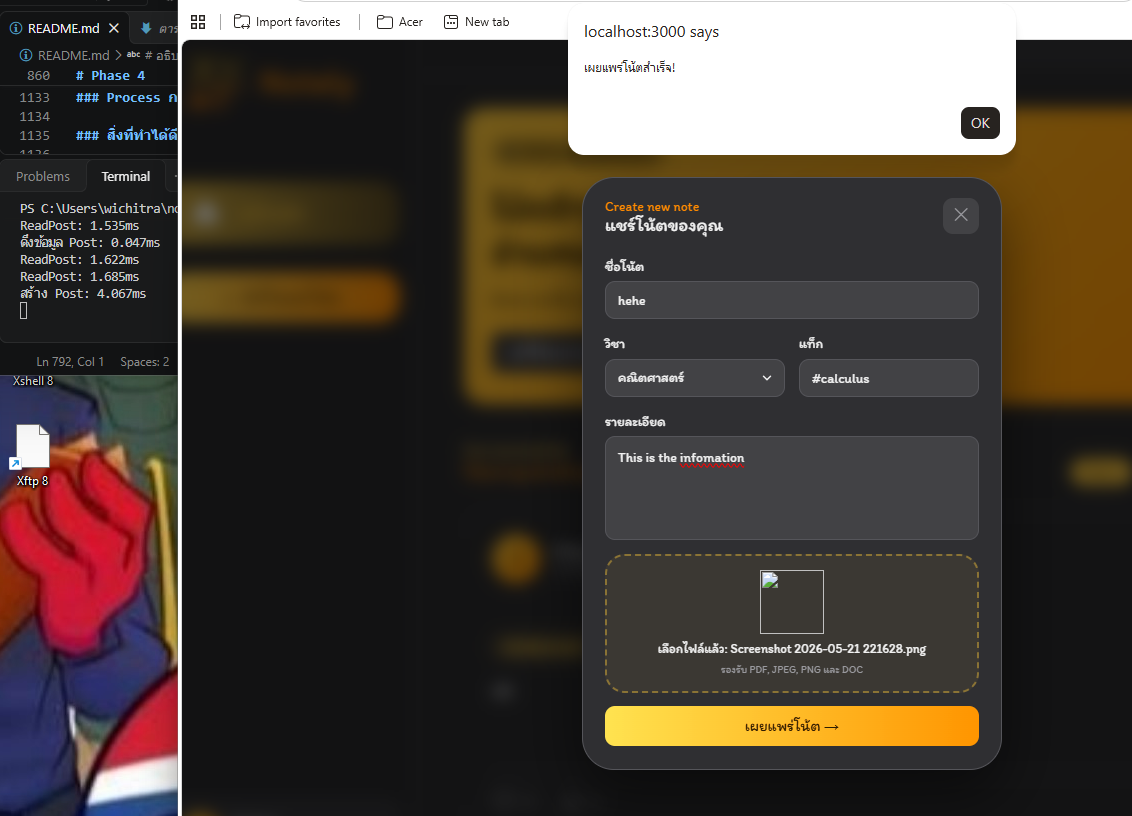 README.md
README.md > abc # อธิบ
860 # Phase 4
1133 ### Process ก
1134
1135 ### สิ่งที่ทำได้ดี
1136
Problems
Terminal
PS C:\Users\wichitra\no
ReadPost: 1.535ms
ดึงข้อมูล Post: 0.047ms
ReadPost: 1.622ms
ReadPost: 1.685ms
สร้าง Post: 4.067ms
Ln 792, Col 1 Spaces: 2
Xshell 8
Xftp 8
Import favorites
Acer
New tab
localhost:3000 says
เผยแพร่โน้ตสำเร็จ!
OK
Create new note
แชร์โน้ตของคุณ
ชื่อโน้ต
hehe
วิชา
แท็ก
คณิตศาสตร์
#calculus
รายละเอียด
This is the infomation
เลือกไฟล์แล้ว: Screenshot 2026-05-21 221628.png
รองรับ PDF, JPEG, PNG และ DOC
เผยแพร่โน้ต →